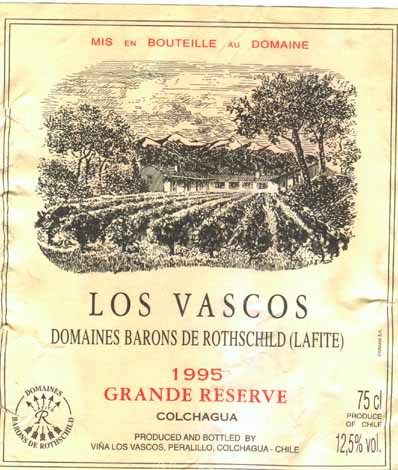 MIS EN BOUTEILLE AU DOMAINE
LOS VASCOS
DOMAINES BARONS DE ROTHSCHILD (LAFITE)
1995
GRANDE RESERVE
COLCHAGUA
PRODUCED AND BOTTLED BY
VIÑA LOS VASCOS, PERALILLO, COLCHAGUA - CHILE
75 cl
PRODUCE
OF CHILE
12,5% vol.
DOMAINES
R
BARONS DE ROTHSCHILD